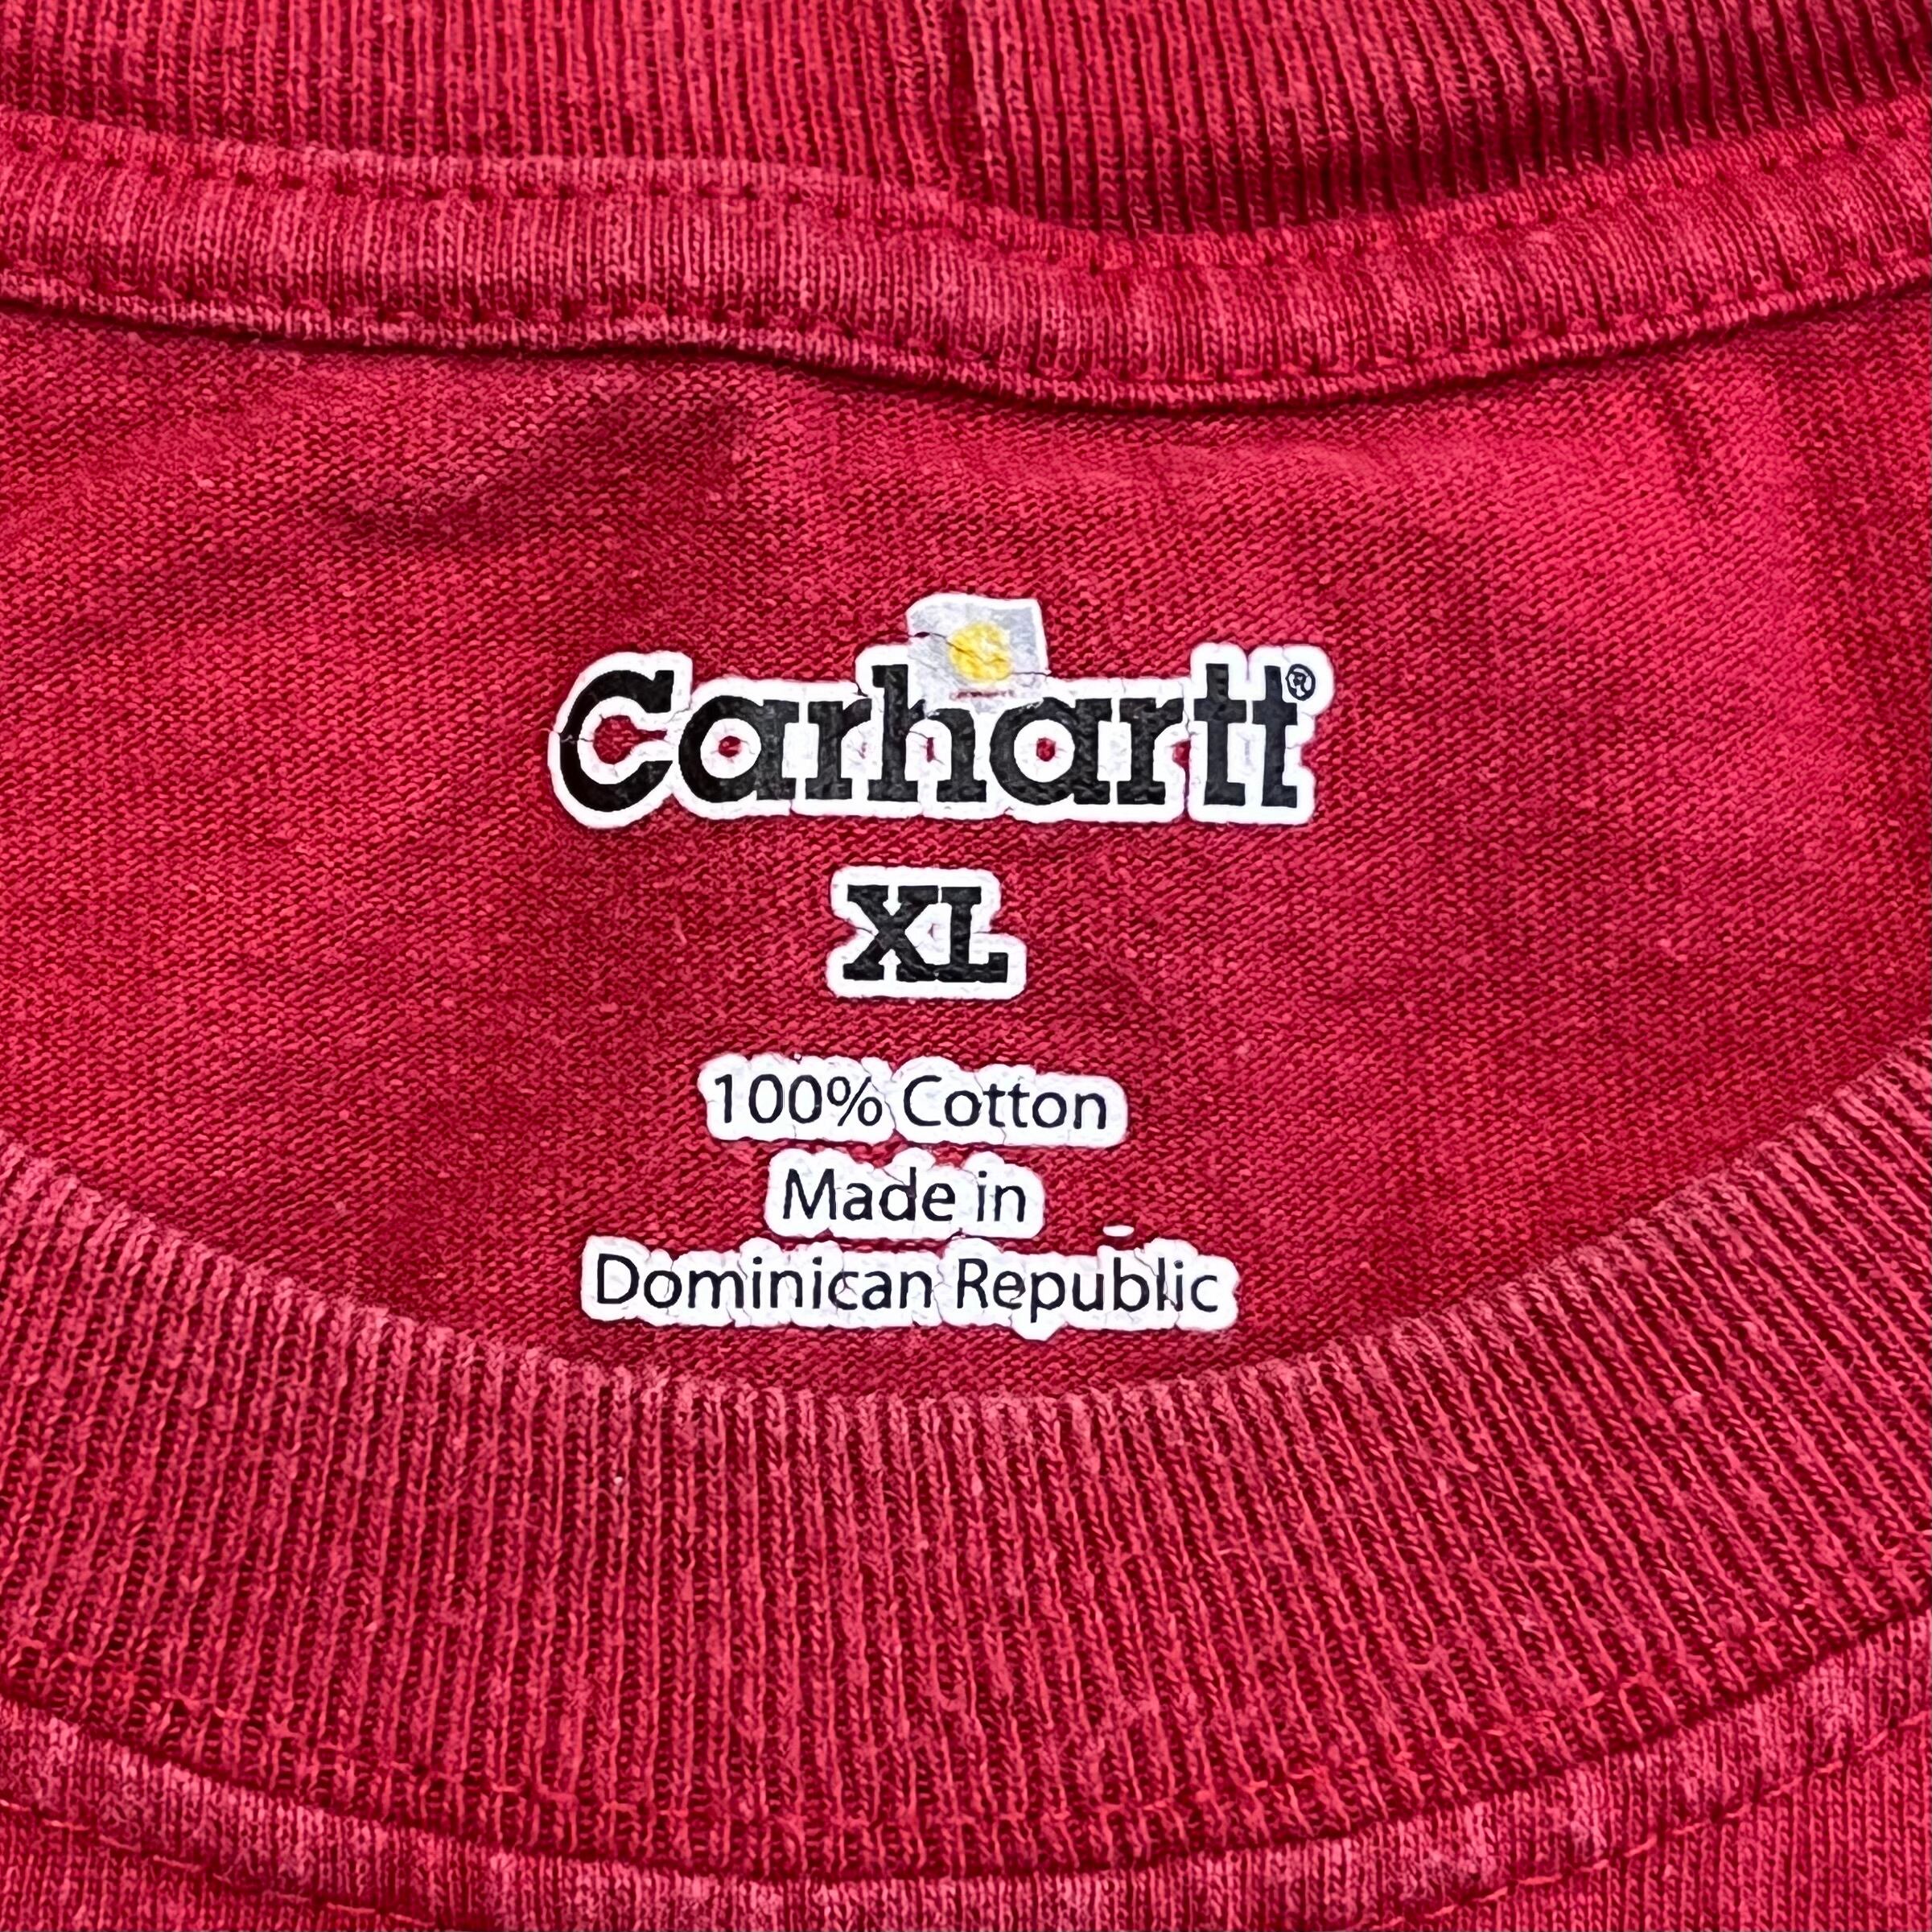 Carhartt®
XL
100% Cotton
Made in
Dominican Republic